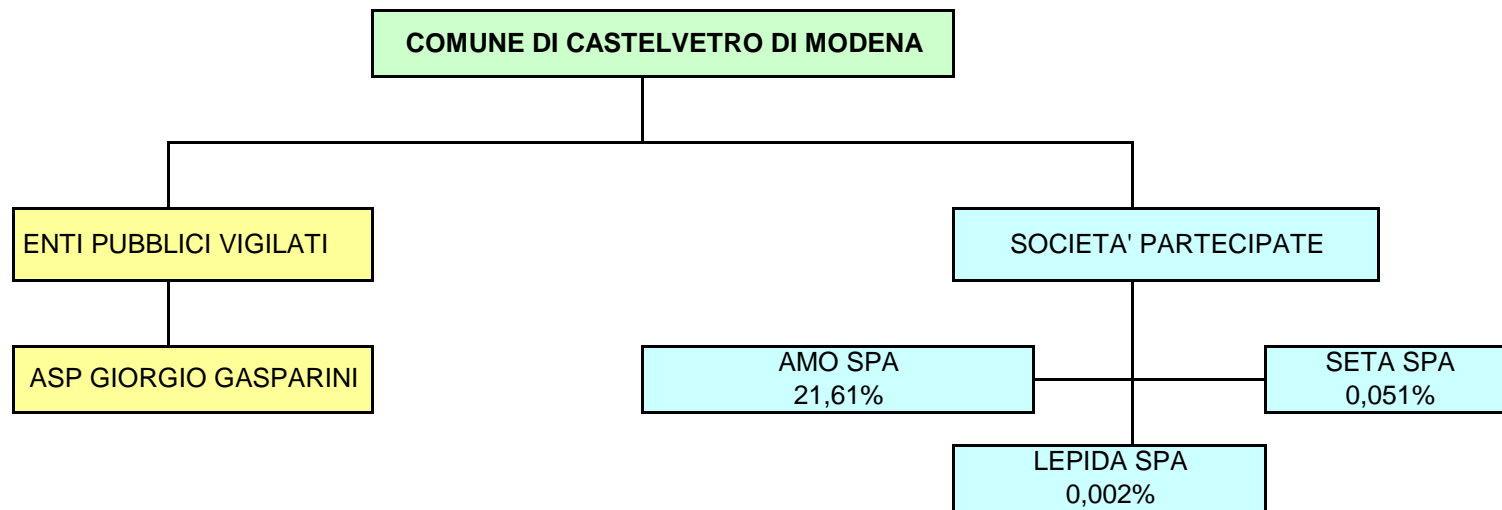 COMUNE DI CASTELVETRO DI MODENA
ENTI PUBBLICI VIGILATI
SOCIETA' PARTECIPATE
ASP GIORGIO GASPARINI
AMO SPA
21,61%
SETA SPA
0,051%
LEPIDA SPA
0,002%